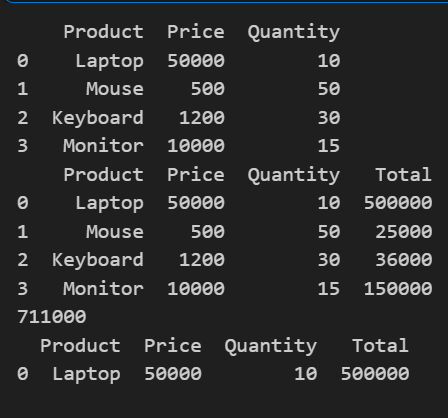 Product  Price  Quantity
0    Laptop  50000        10
1     Mouse    500        50
2  Keyboard   1200        30
3   Monitor  10000        15
    Product  Price  Quantity   Total
0    Laptop  50000        10  500000
1     Mouse    500        50   25000
2  Keyboard   1200        30   36000
3   Monitor  10000        15  150000
711000
  Product  Price  Quantity   Total
0  Laptop  50000        10  500000